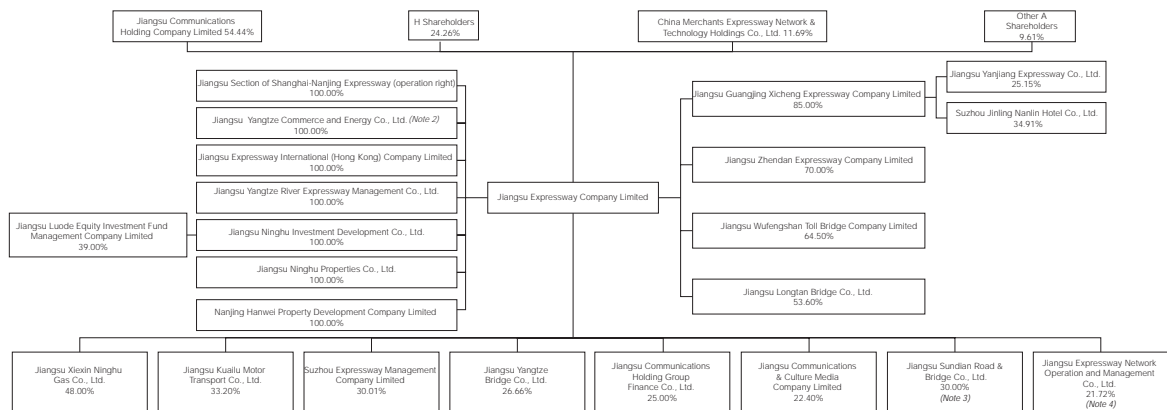 Jiangsu Communications
Holding Company Limited 54.44%
H Shareholders
24.26%
China Merchants Expressway Network &
Technology Holdings Co., Ltd. 11.69%
Other A
Shareholders
9.61%
Jiangsu Section of Shanghai-Nanjing Expressway (operation right)
100.00%
Jiangsu Yangtze Commerce and Energy Co., Ltd. (Note 2)
100.00%
Jiangsu Expressway International (Hong Kong) Company Limited
100.00%
Jiangsu Yangtze River Expressway Management Co., Ltd.
100.00%
Jiangsu Luode Equity Investment Fund
Management Company Limited
39.00%
Jiangsu Ninghu Investment Development Co., Ltd.
100.00%
Jiangsu Ninghu Properties Co., Ltd.
100.00%
Nanjing Hanwei Property Development Company Limited
100.00%
Jiangsu Expressway Company Limited
Jiangsu Guangjing Xicheng Expressway Company Limited
85.00%
Jiangsu Yanjiang Expressway Co., Ltd.
25.15%
Suzhou Jinling Nanlin Hotel Co., Ltd.
34.91%
Jiangsu Zhendan Expressway Company Limited
70.00%
Jiangsu Wufengshan Toll Bridge Company Limited
64.50%
Jiangsu Longtan Bridge Co., Ltd.
53.60%
Jiangsu Xiexin Ninghu
Gas Co., Ltd.
48.00%
Jiangsu Kuailu Motor
Transport Co., Ltd.
33.20%
Suzhou Expressway Management
Company Limited
30.01%
Jiangsu Yangtze
Bridge Co., Ltd.
26.66%
Jiangsu Communications
Holding Group
Finance Co., Ltd.
25.00%
Jiangsu Communications
& Culture Media
Company Limited
22.40%
Jiangsu Sundian Road &
Bridge Co., Ltd.
30.00%
(Note 3)
Jiangsu Expressway Network
Operation and Management
Co., Ltd.
21.72%
(Note 4)